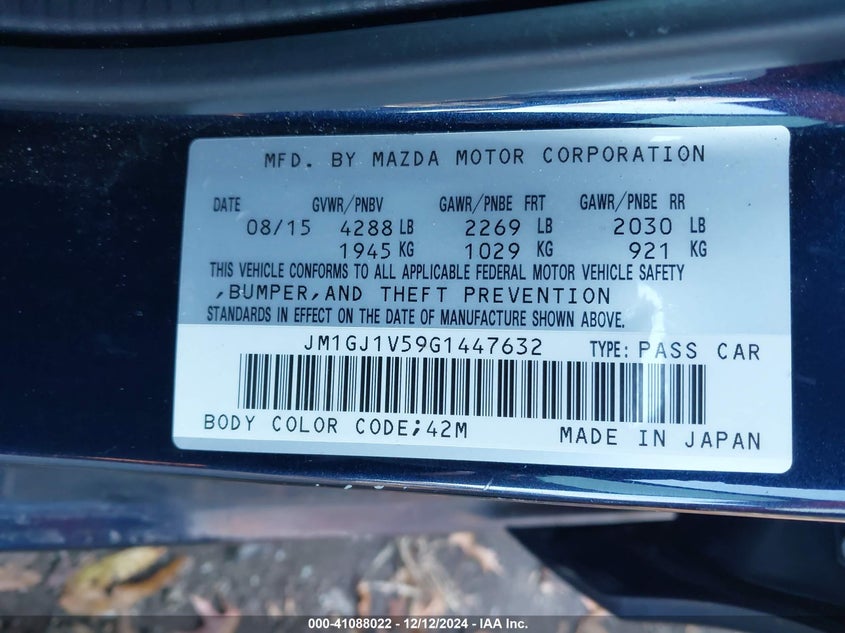 MFD. BY MAZDA MOTOR CORPORATION
DATE GVWR/PNBV GAWR/PNBE FRT GAWR/PNBE RR
08/15 4288 LB 2269 LB 2030 LB
1945 KG 1029 KG 921 KG
THIS VEHICLE CONFORMS TO ALL APPLICABLE FEDERAL MOTOR VEHICLE SAFETY
,BUMPER,AND THEFT PREVENTION
STANDARDS IN EFFECT ON THE DATE OF MANUFACTURE SHOWN ABOVE.
JM1GJ1V59G1447632 TYPE: PASS CAR
BODY COLOR CODE;42M MADE IN JAPAN
000-41088022 - 12/12/2024 - IAA Inc.